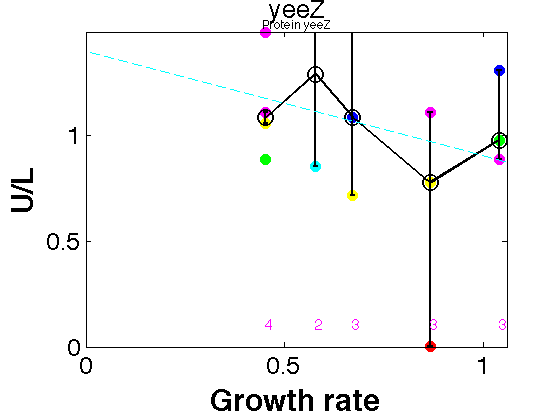 yeeZ
Protein yeeZ
U/L
1
0.5
0
4 2 3 3 3
0 0.5 1
Growth rate